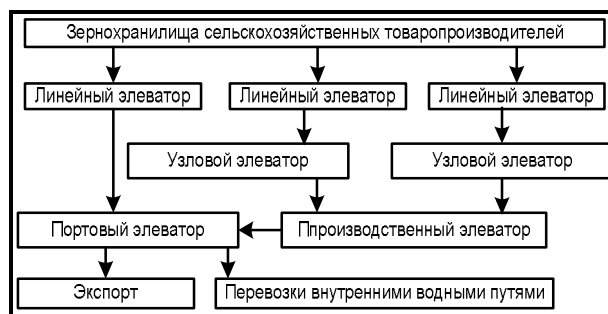 Зернохранилища сельскохозяйственных товаропроизводителей
Линейный элеватор
Линейный элеватор
Линейный элеватор
Узловой элеватор
Узловой элеватор
Портовый элеватор
Ппроизводственный элеватор
Экспорт
Перевозки внутренними водными путями